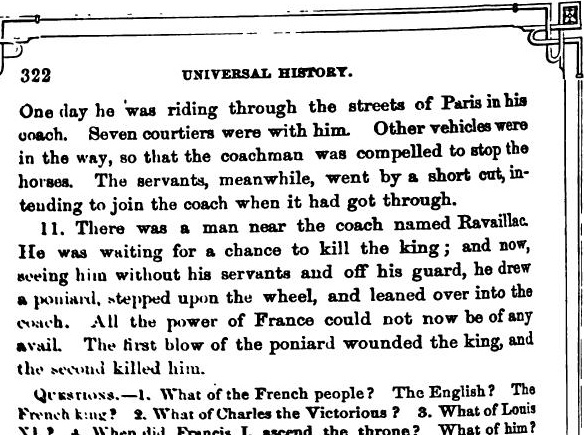 322 UNIVERSAL HISTORY.
One day he was riding through the streets of Paris in his
coach. Seven courtiers were with him. Other vehicles were
in the way, so that the coachman was compelled to stop the
horses. The servants, meanwhile, went by a short cut, in-
tending to join the coach when it had got through.
11. There was a man near the coach named Ravaillac.
He was waiting for a chance to kill the king; and now,
seeing him without his servants and off his guard, he drew
a poniard, stepped upon the wheel, and leaned over into the
coach. All the power of France could not now be of any
avail. The first blow of the poniard wounded the king, and
the second killed him.
QUESTIONS.—1. What of the French people? The English? The
French king? 2. What of Charles the Victorious? 3. What of Louis
XI.? 4. When did Francis I. ascend the throne? What of him?